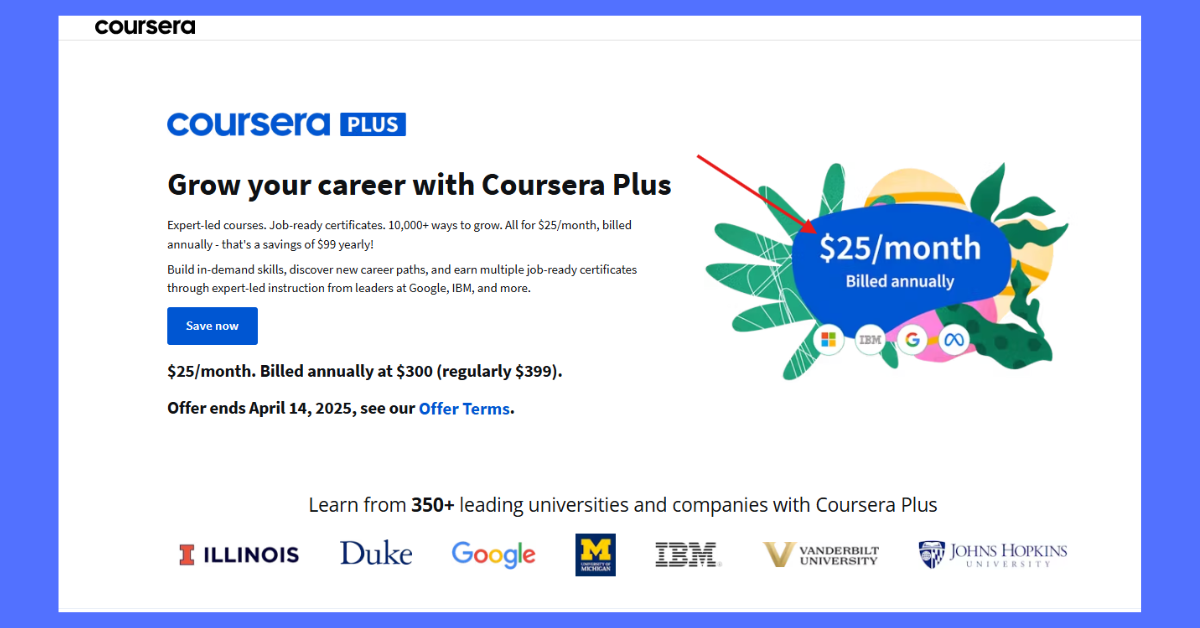 coursera
coursera PLUS
Grow your career with Coursera Plus
Expert-led courses. Job-ready certificates. 10,000+ ways to grow. All for $25/month, billed
annually - that's a savings of $99 yearly!
Build in-demand skills, discover new career paths, and earn multiple job-ready certificates
through expert-led instruction from leaders at Google, IBM, and more.
Save now
$25/month. Billed annually at $300 (regularly $399).
Offer ends April 14, 2025, see our Offer Terms.
$25/month
Billed annually
IBM
G
Learn from 350+ leading universities and companies with Coursera Plus
I ILLINOIS
Duke
Google
M
UNIVERSITY OF
MICHIGAN
IBM®
V VANDERBILT
UNIVERSITY
JOHNS HOPKINS
UNIVERSITY